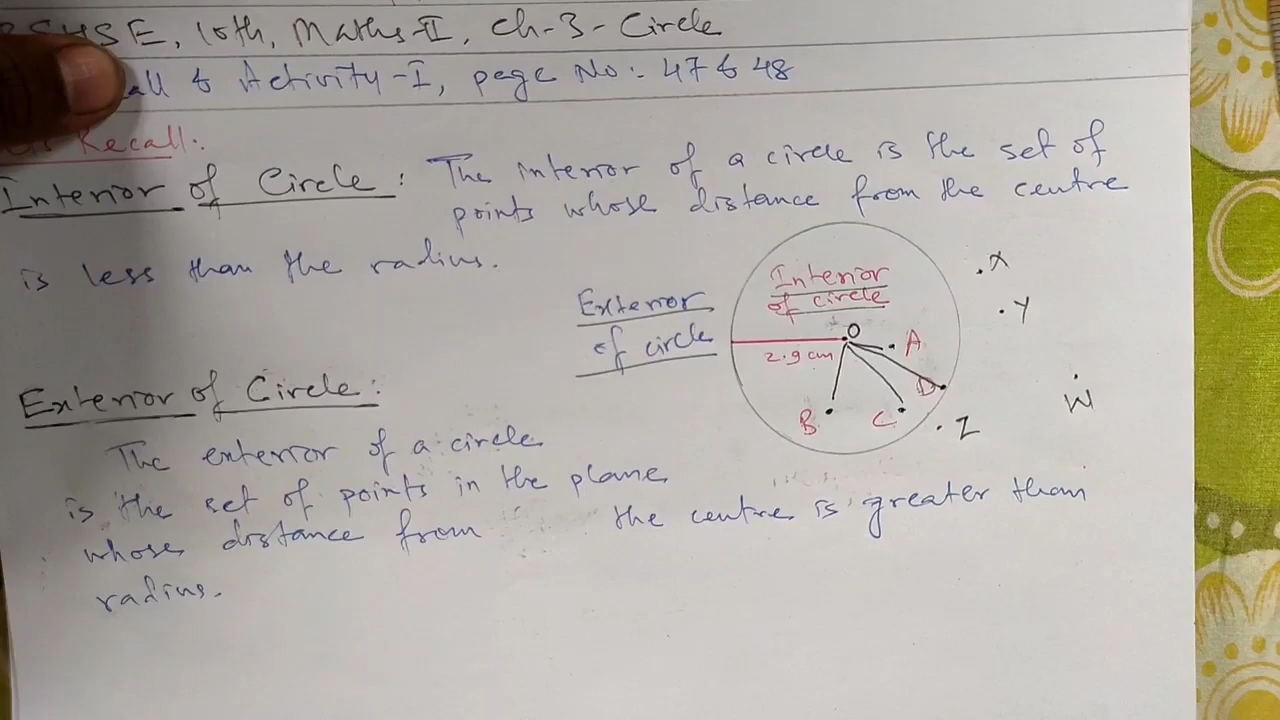 10th, Maths-II, Ch-3-Circle
& Activity-I, page No:- 47 & 48
Recall.
Interior of Circle: The interior of a circle is the set of
points whose distance from the centre
is less than the radius.
Exterior
of circle
Interior
of circle
O
2.9 cm
A
B
C
D
X
Y
Z
W
Exterior of Circle:
The exterior of a circle
is the set of points in the plane
whose distance from the centre is greater than
radius.